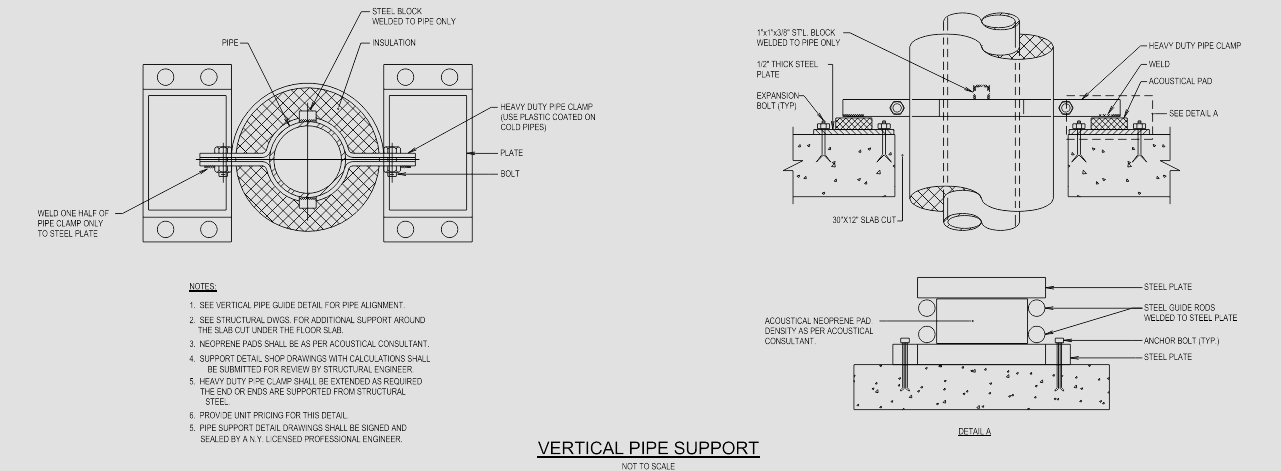 STEEL BLOCK
WELDED TO PIPE ONLY
PIPE
INSULATION
HEAVY DUTY PIPE CLAMP
(USE PLASTIC COATED ON
COLD PIPES)
PLATE
BOLT
WELD ONE HALF OF
PIPE CLAMP ONLY
TO STEEL PLATE
1"x1"x3/8" ST'L. BLOCK
WELDED TO PIPE ONLY
1/2" THICK STEEL
PLATE
EXPANSION
BOLT (TYP)
HEAVY DUTY PIPE CLAMP
WELD
ACOUSTICAL PAD
SEE DETAIL A
30"X12" SLAB CUT
NOTES:
1. SEE VERTICAL PIPE GUIDE DETAIL FOR PIPE ALIGNMENT.
2. SEE STRUCTURAL DWGS. FOR ADDITIONAL SUPPORT AROUND
THE SLAB CUT UNDER THE FLOOR SLAB.
3. NEOPRENE PADS SHALL BE AS PER ACOUSTICAL CONSULTANT.
4. SUPPORT DETAIL SHOP DRAWINGS WITH CALCULATIONS SHALL
BE SUBMITTED FOR REVIEW BY STRUCTURAL ENGINEER.
5. HEAVY DUTY PIPE CLAMP SHALL BE EXTENDED AS REQUIRED
THE END OR ENDS ARE SUPPORTED FROM STRUCTURAL
STEEL.
6. PROVIDE UNIT PRICING FOR THIS DETAIL.
5. PIPE SUPPORT DETAIL DRAWINGS SHALL BE SIGNED AND
SEALED BY A N.Y. LICENSED PROFESSIONAL ENGINEER.
STEEL PLATE
STEEL GUIDE RODS
WELDED TO STEEL PLATE
ACOUSTICAL NEOPRENE PAD.
DENSITY AS PER ACOUSTICAL
CONSULTANT.
ANCHOR BOLT (TYP.)
STEEL PLATE
DETAIL A
VERTICAL PIPE SUPPORT
NOT TO SCALE